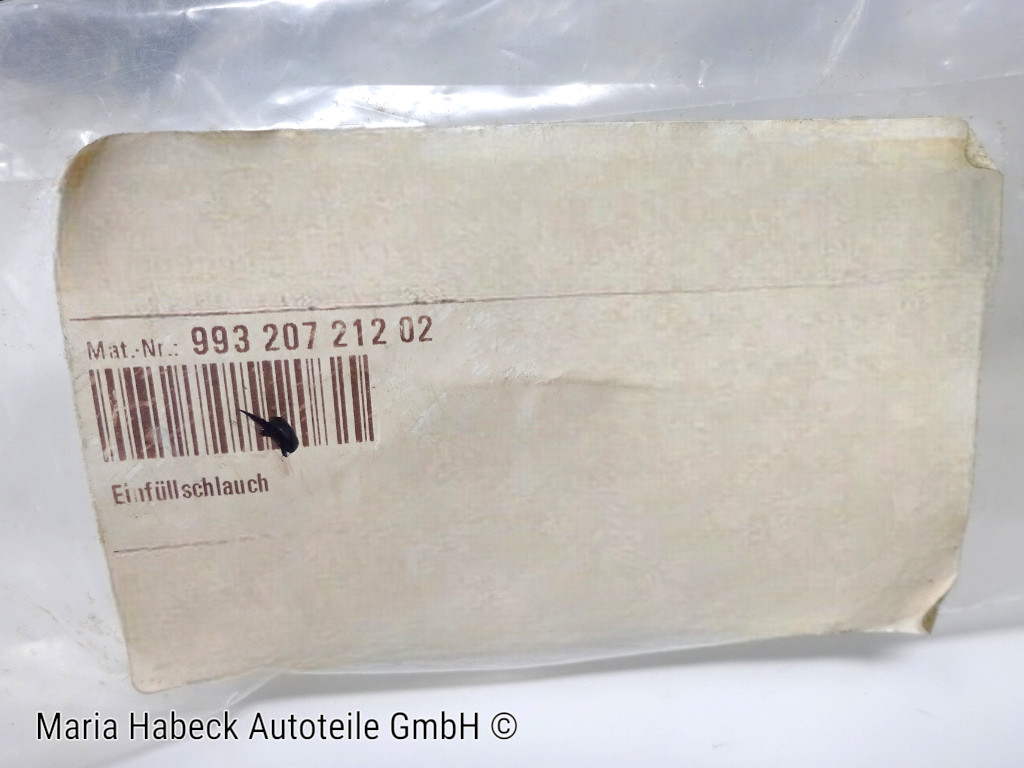 Mat.-Nr.: 993 207 212 02
Einfüllschlauch
Maria Habeck Autoteile GmbH ©